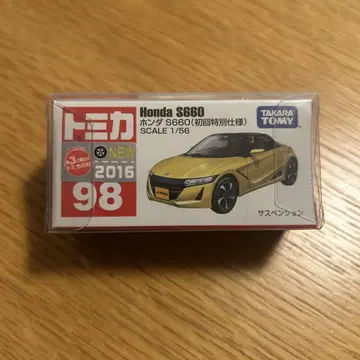 トミカ
NEW
2016
98
Honda S660
ホンダ S660(初回特別仕様)
SCALE 1/56
TAKARA
TOMY
サスペンション